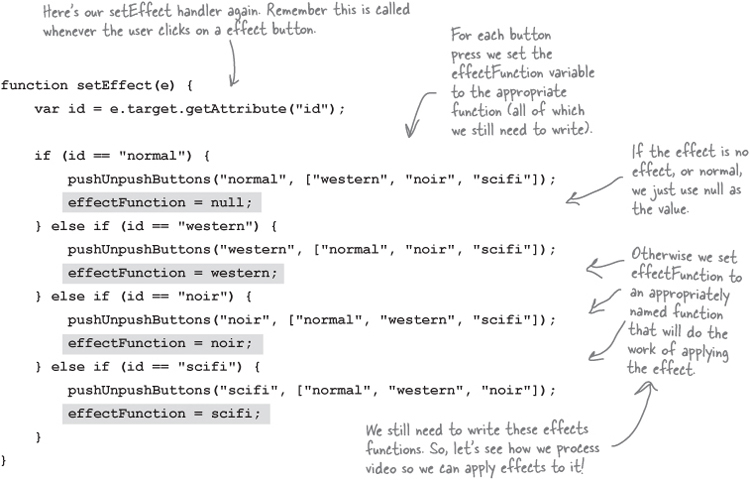 Here's our setEffect handler again. Remember this is called
whenever the user clicks on a effect button.
For each button
press we set the
effectFunction variable
to the appropriate
function (all of which
we still need to write).
function setEffect(e) {
var id = e.target.getAttribute("id");
if (id == "normal") {
pushUnpushButtons("normal", ["western", "noir", "scifi"]);
effectFunction = null;
} else if (id == "western") {
pushUnpushButtons("western", ["normal", "noir", "scifi"]);
effectFunction = western;
} else if (id == "noir") {
pushUnpushButtons("noir", ["normal", "western", "scifi"]);
effectFunction = noir;
} else if (id == "scifi") {
pushUnpushButtons("scifi", ["normal", "western", "noir"]);
effectFunction = scifi;
}
}
If the effect is no
effect, or normal,
we just use null as
the value.
Otherwise we set
effectFunction to
an appropriately
named function
that will do the
work of applying
the effect.
We still need to write these effects
functions. So, let's see how we process
video so we can apply effects to it!